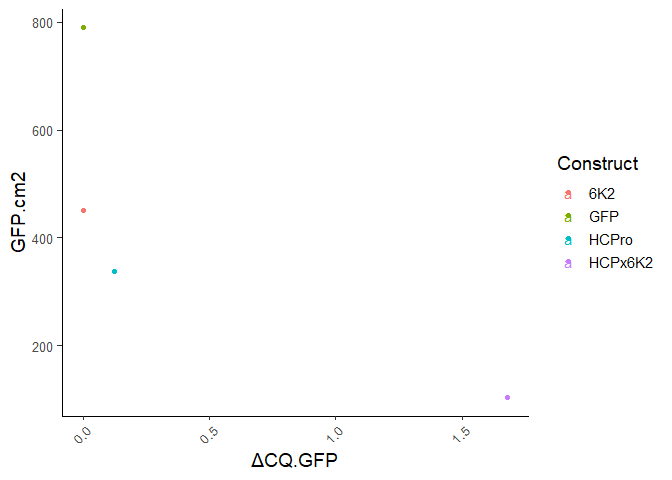 800
600
400
200
GFP.cm2
0.0
0.5
1.0
1.5
ΔCQ.GFP
Construct
a 6K2
a GFP
a HCPro
a HCPx6K2